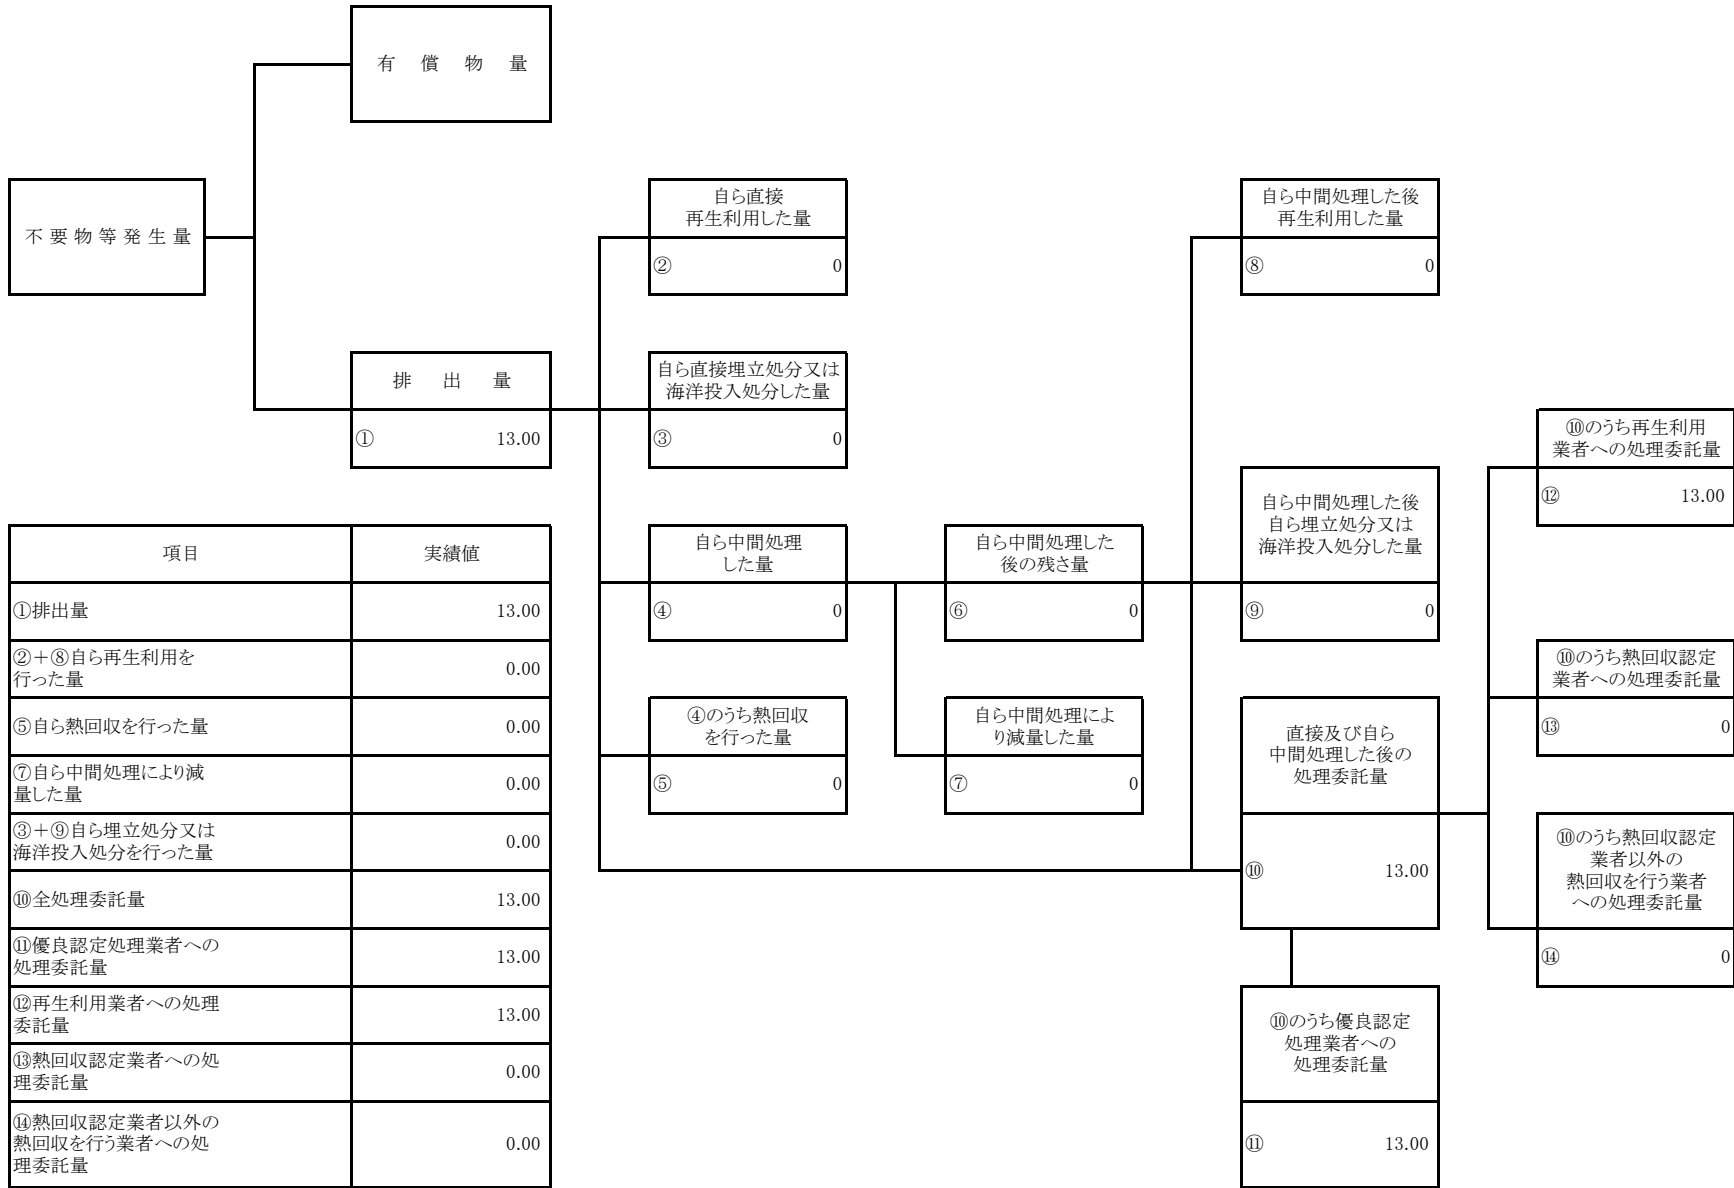 有 償 物 量
不 要 物 等 発 生 量
排 出 量
① 13.00
自ら直接
再生利用した量
② 0
自ら直接埋立処分又は
海洋投入処分した量
③ 0
自ら中間処理
した量
④ 0
④のうち熱回収
を行った量
⑤ 0
自ら中間処理した
後の残さ量
⑥ 0
自ら中間処理によ
り減量した量
⑦ 0
自ら中間処理した後
再生利用した量
⑧ 0
自ら中間処理した後
自ら埋立処分又は
海洋投入処分した量
⑨ 0
直接及び自ら
中間処理した後の
処理委託量
⑩ 13.00
⑩のうち優良認定
処理業者への
処理委託量
⑪ 13.00
⑩のうち再生利用
業者への処理委託量
⑫ 13.00
⑩のうち熱回収認定
業者への処理委託量
⑬ 0
⑩のうち熱回収認定
業者以外の
熱回収を行う業者
への処理委託量
⑭ 0
項目 実績値
①排出量 13.00
②＋⑧自ら再生利用を
行った量 0.00
⑤自ら熱回収を行った量 0.00
⑦自ら中間処理により減
量した量 0.00
③＋⑨自ら埋立処分又は
海洋投入処分を行った量 0.00
⑩全処理委託量 13.00
⑪優良認定処理業者への
処理委託量 13.00
⑫再生利用業者への処理
委託量 13.00
⑬熱回収認定業者への処
理委託量 0.00
⑭熱回収認定業者以外の
熱回収を行う業者への処
理委託量 0.00